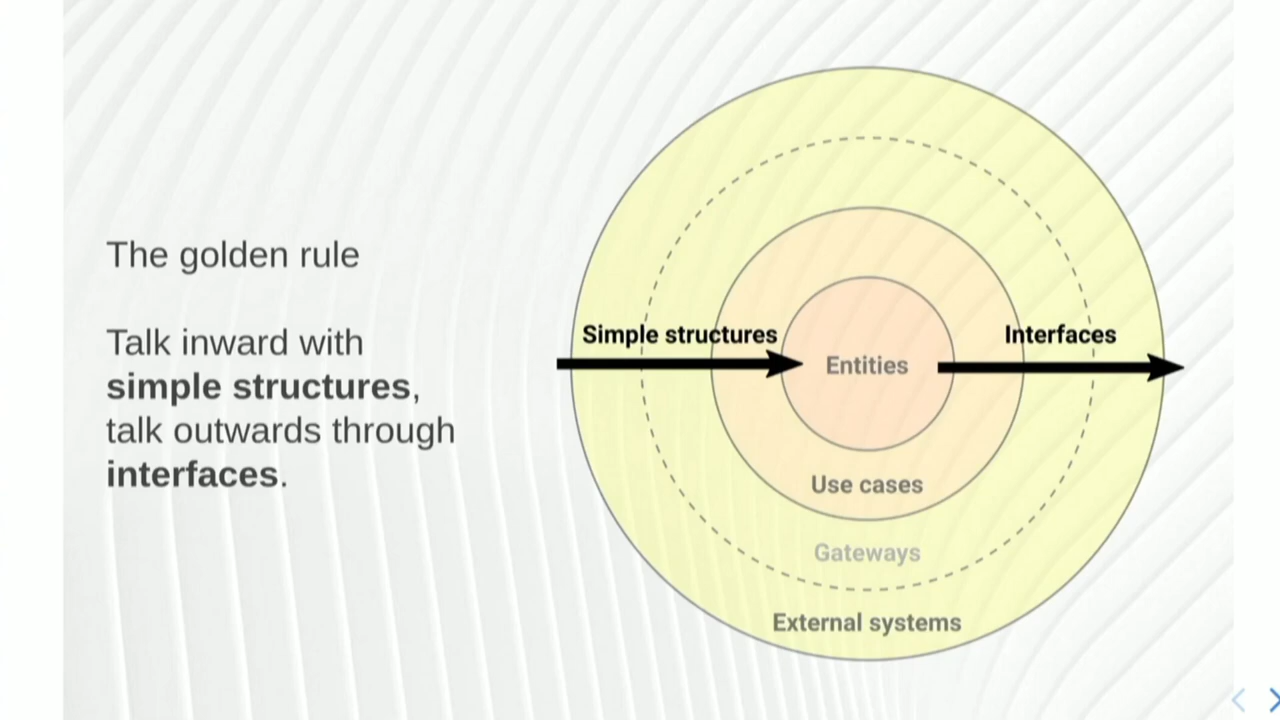 The golden rule
Talk inward with
simple structures,
talk outwards through
interfaces.
Simple structures
Interfaces
Entities
Use cases
Gateways
External systems